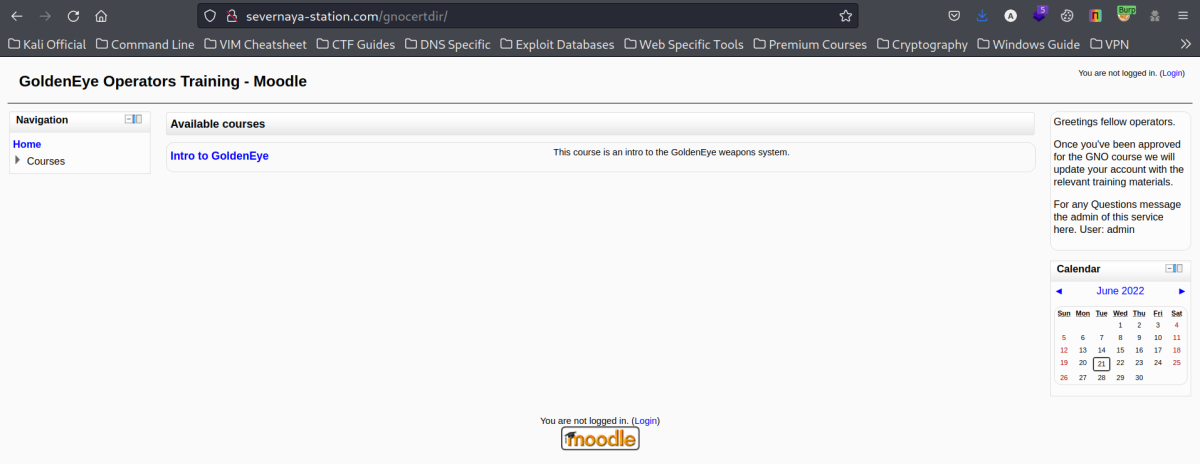 severnaya-station.com/gnocertdir/
A
5
Burp
Kali Official
Command Line
VIM Cheatsheet
CTF Guides
DNS Specific
Exploit Databases
Web Specific Tools
Premium Courses
Cryptography
Windows Guide
VPN
GoldenEye Operators Training - Moodle
You are not logged in. (Login)
Navigation
Home
Courses
Available courses
Intro to GoldenEye
This course is an intro to the GoldenEye weapons system.
Greetings fellow operators.
Once you've been approved
for the GNO course we will
update your account with the
relevant training materials.
For any Questions message
the admin of this service
here. User: admin
Calendar
◄ June 2022 ►
Sun Mon Tue Wed Thu Fri Sat
1 2 3 4
5 6 7 8 9 10 11
12 13 14 15 16 17 18
19 20 21 22 23 24 25
26 27 28 29 30
You are not logged in. (Login)
moodle